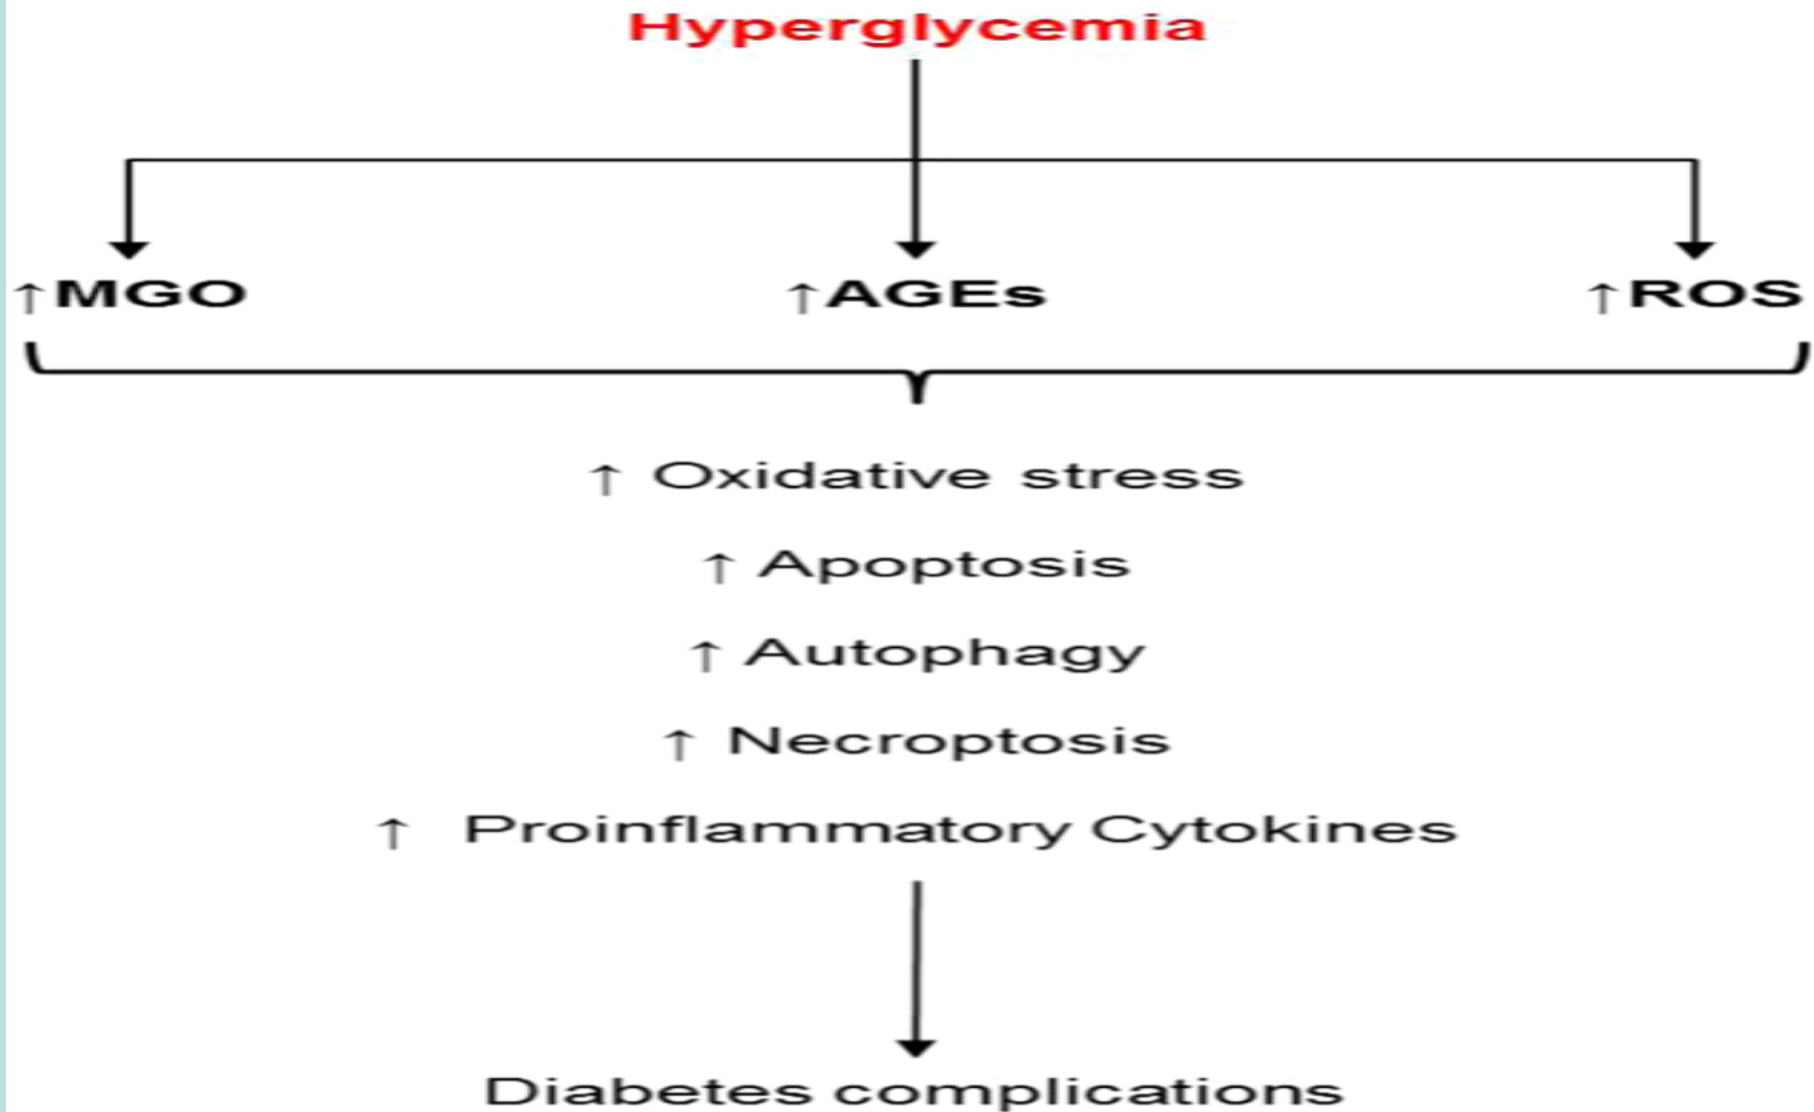 Hyperglycemia
↑MGO ↑AGEs ↑ROS
↑ Oxidative stress
↑ Apoptosis
↑ Autophagy
↑ Necroptosis
↑ Proinflammatory Cytokines
Diabetes complications